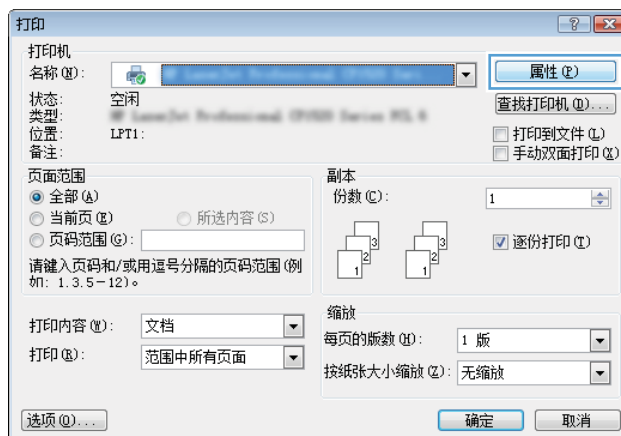 打印
打印机
名称(N):
属性(P)
状态: 空闲
查找打印机(D)...
类型:
位置: LPT1:
打印到文件(L)
备注:
手动双面打印(X)
页面范围
全部(A)
当前页(E) 所选内容(S)
页码范围(G):
请键入页码和/或用逗号分隔的页码范围(例
如: 1.3.5-12)。
副本
份数(C): 1
3
2
1
3
2
1
逐份打印(T)
打印内容(W): 文档
打印(R): 范围中所有页面
缩放
每页的版数(H): 1 版
按纸张大小缩放(Z): 无缩放
选项(O)... 确定 取消